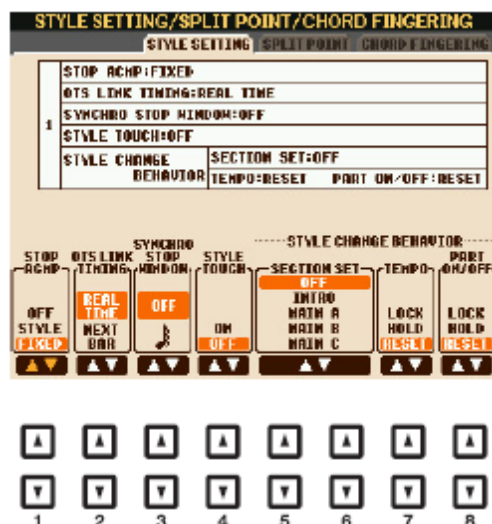 STYLE SETTING/SPLIT POINT/CHORD FINGERING
STYLE SETTING SPLIT POINT CHORD FINGERING
STOP ACMP:FIXED
OTS LINK TIMING:REAL TIME
SYNCHRO STOP WINDOW:OFF
1
STYLE TOUCH:OFF
STYLE CHANGE BEHAVIOR
SECTION SET:OFF
TEMPO:RESET PART ON/OFF:RESET
STYLE CHANGE BEHAVIOR
STOP ACMP
OTS LINK TIMING
SYNCHRO STOP WINDOW
STYLE TOUCH
SECTION SET
TEMPO
PART ON/OFF
OFF
STYLE
FIXED
REAL TIME
NEXT BAR
OFF
ON
OFF
OFF
INTRO
MAIN A
MAIN B
MAIN C
LOCK
HOLD
RESET
LOCK
HOLD
RESET
1 2 3 4 5 6 7 8